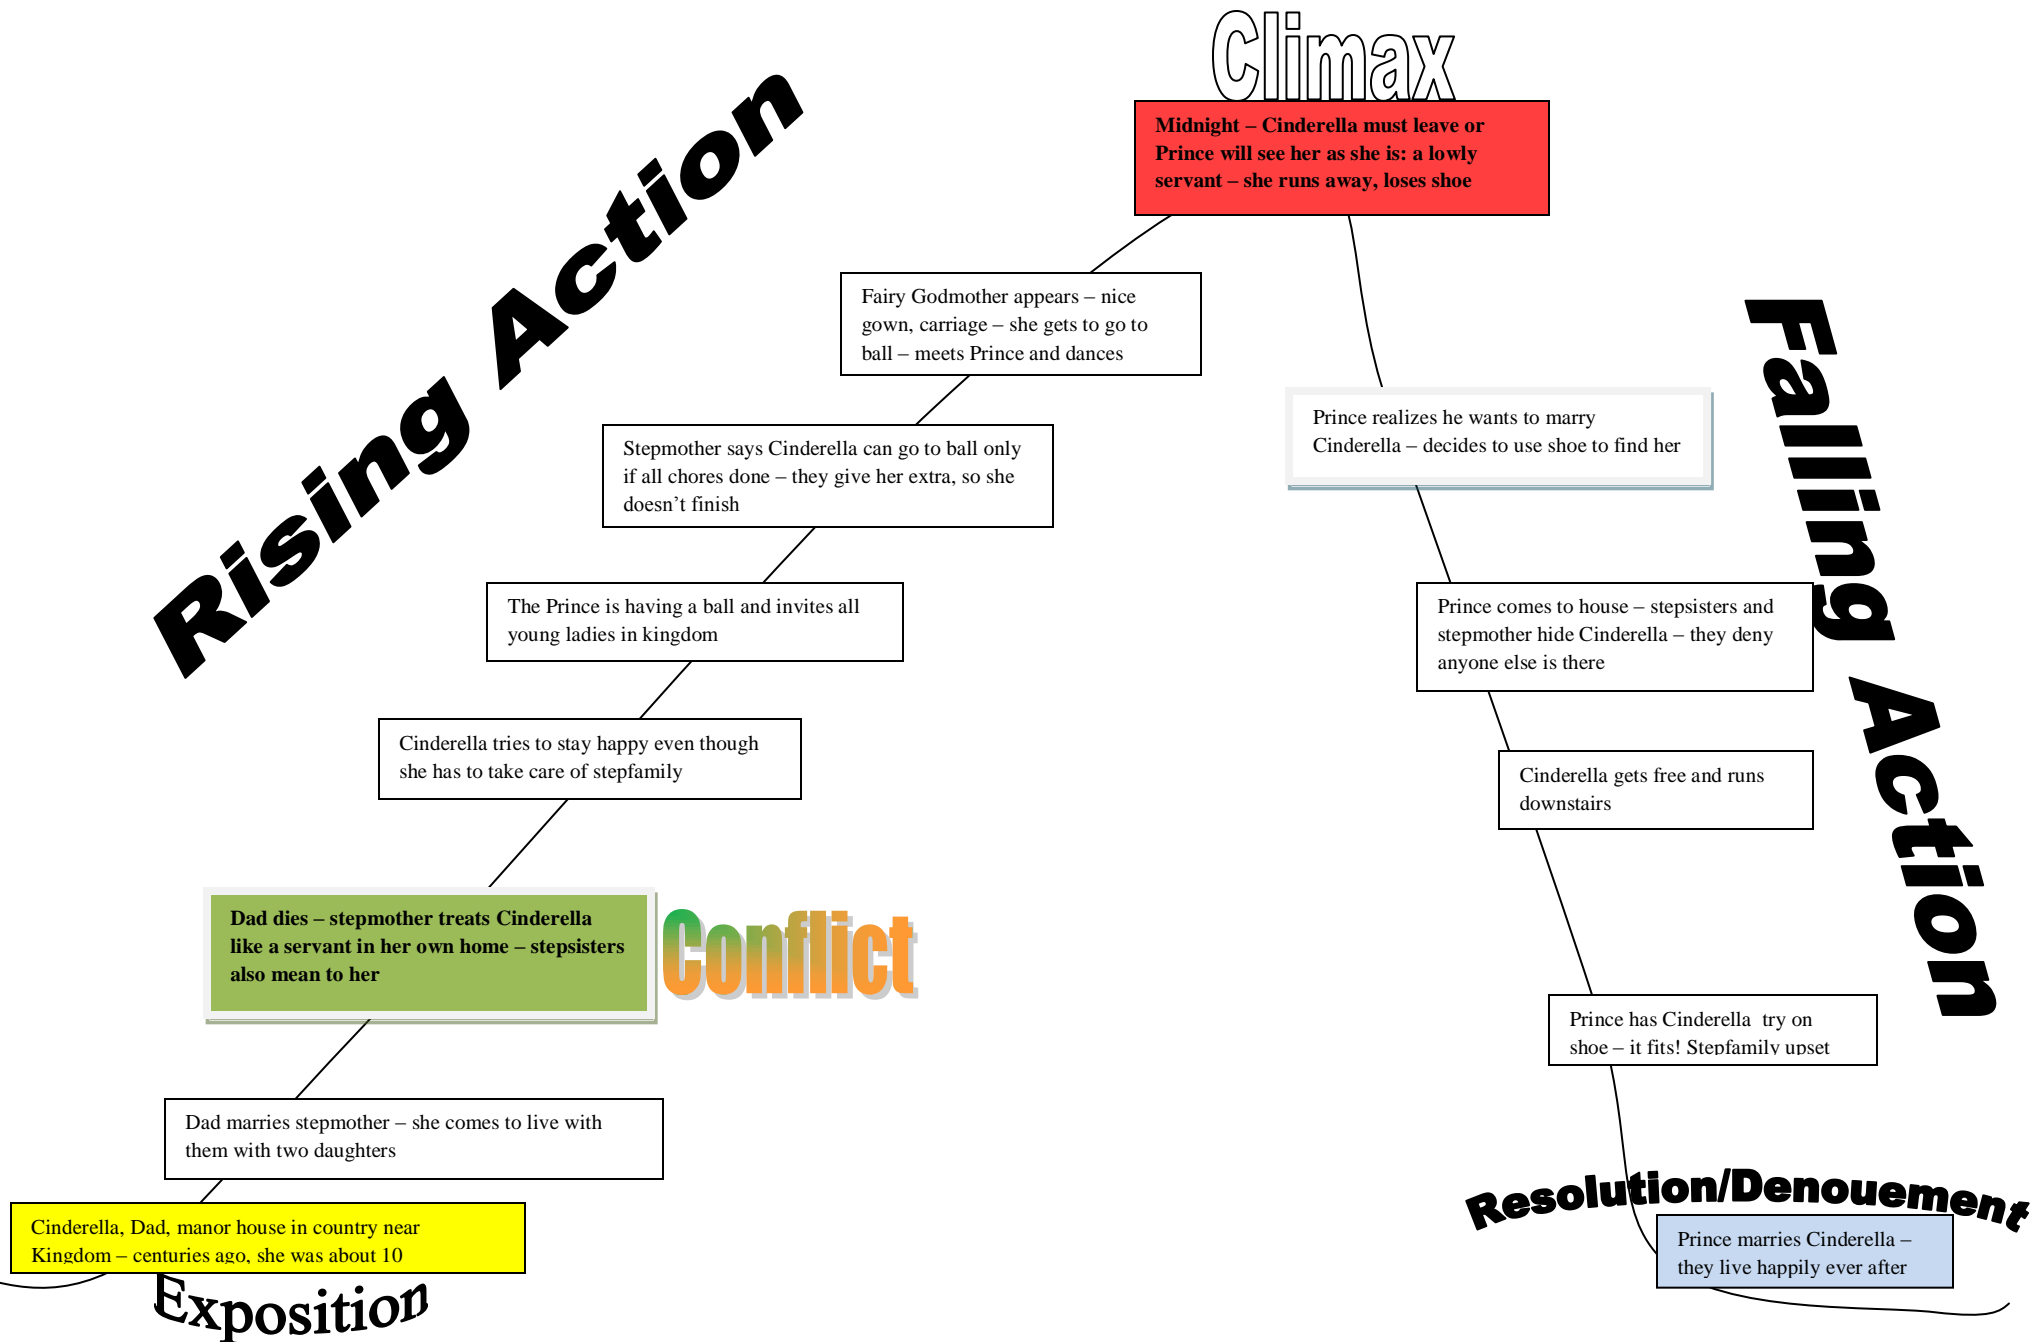 Climax
Midnight – Cinderella must leave or
Prince will see her as she is: a lowly
servant – she runs away, loses shoe
Rising Action
Fairy Godmother appears – nice
gown, carriage – she gets to go to
ball – meets Prince and dances
Stepmother says Cinderella can go to ball only
if all chores done – they give her extra, so she
doesn't finish
The Prince is having a ball and invites all
young ladies in kingdom
Cinderella tries to stay happy even though
she has to take care of stepfamily
Dad dies – stepmother treats Cinderella
like a servant in her own home – stepsisters
also mean to her
Conflict
Dad marries stepmother – she comes to live with
them with two daughters
Cinderella, Dad, manor house in country near
Kingdom – centuries ago, she was about 10
Exposition
Falling Action
Prince realizes he wants to marry
Cinderella – decides to use shoe to find her
Prince comes to house – stepsisters and
stepmother hide Cinderella – they deny
anyone else is there
Cinderella gets free and runs
downstairs
Prince has Cinderella  try on
shoe – it fits! Stepfamily upset
Resolution/Denouement
Prince marries Cinderella –
they live happily ever after